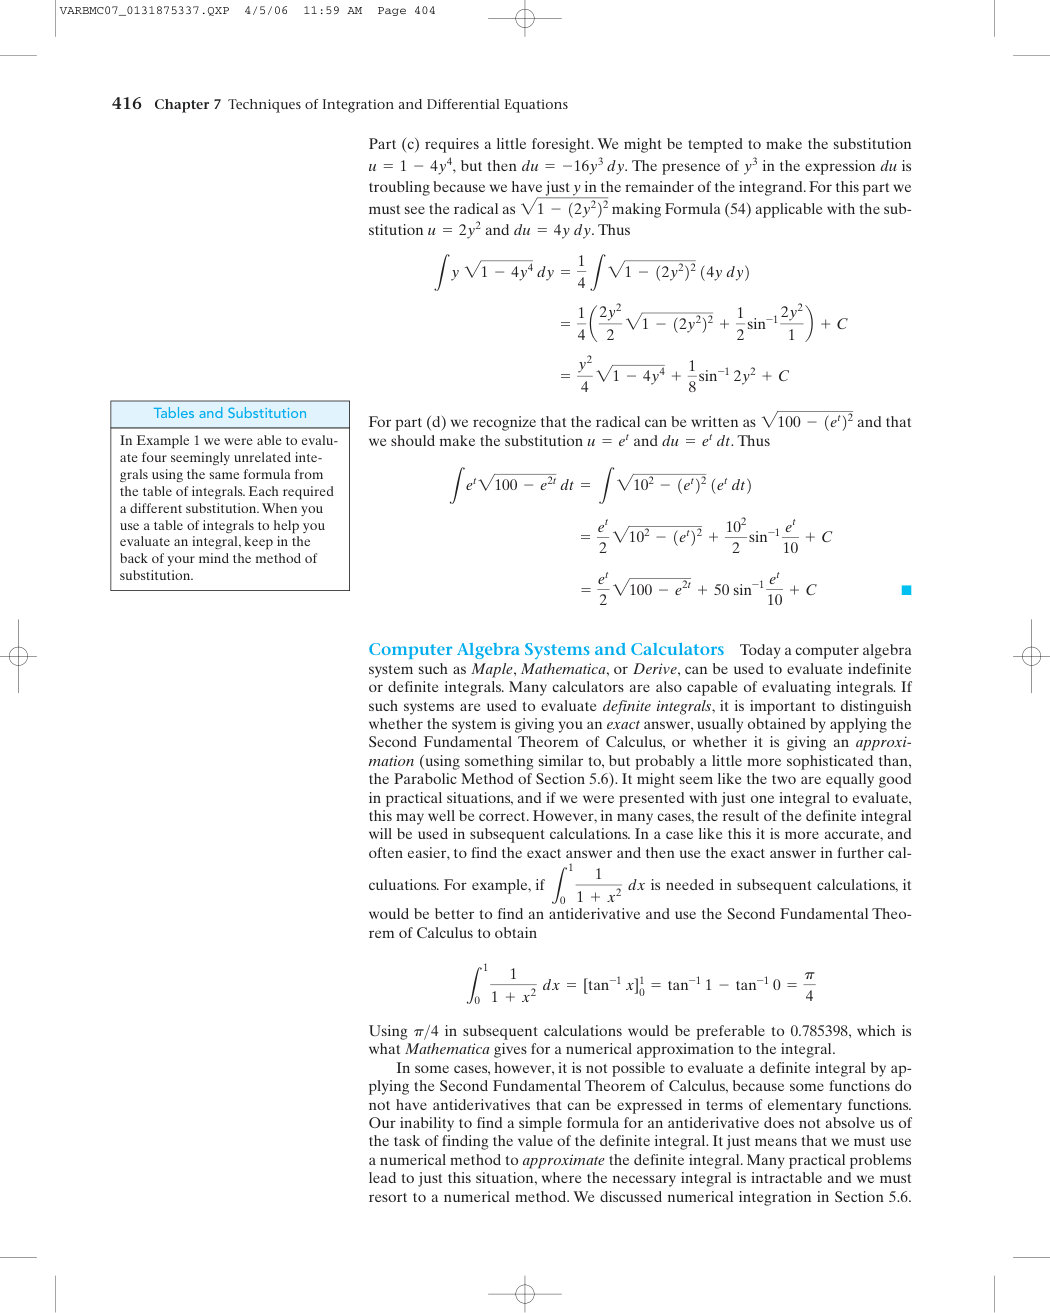 VARBMC07_0131875337.QXP 4/5/06 11:59 AM Page 404
416 Chapter 7 Techniques of Integration and Differential Equations
Part (c) requires a little foresight. We might be tempted to make the substitution
u = 1 − 4y⁴, but then du = −16y³ dy. The presence of y³ in the expression du is
troubling because we have just y in the remainder of the integrand. For this part we
must see the radical as √(1 − (2y²)²) making Formula (54) applicable with the sub-
stitution u = 2y² and du = 4y dy. Thus
∫ y √(1 − 4y⁴) dy = 1/4 ∫ √(1 − (2y²)²) (4y dy)
= 1/4 (2y²/2 √(1 − (2y²)²) + 1/2 sin⁻¹ 2y²/1) + C
= y²/4 √(1 − 4y⁴) + 1/8 sin⁻¹ 2y² + C
Tables and Substitution
In Example 1 we were able to evalu-
ate four seemingly unrelated inte-
grals using the same formula from
the table of integrals. Each required
a different substitution. When you
use a table of integrals to help you
evaluate an integral, keep in the
back of your mind the method of
substitution.
For part (d) we recognize that the radical can be written as √(100 − (eᵗ)²) and that
we should make the substitution u = eᵗ and du = eᵗ dt. Thus
∫ eᵗ √(100 − e²ᵗ) dt = ∫ √(10² − (eᵗ)²) (eᵗ dt)
= eᵗ/2 √(10² − (eᵗ)²) + 10²/2 sin⁻¹ eᵗ/10 + C
= eᵗ/2 √(100 − e²ᵗ) + 50 sin⁻¹ eᵗ/10 + C
Computer Algebra Systems and Calculators Today a computer algebra
system such as Maple, Mathematica, or Derive, can be used to evaluate indefinite
or definite integrals. Many calculators are also capable of evaluating integrals. If
such systems are used to evaluate definite integrals, it is important to distinguish
whether the system is giving you an exact answer, usually obtained by applying the
Second Fundamental Theorem of Calculus, or whether it is giving an approxi-
mation (using something similar to, but probably a little more sophisticated than,
the Parabolic Method of Section 5.6). It might seem like the two are equally good
in practical situations, and if we were presented with just one integral to evaluate,
this may well be correct. However, in many cases, the result of the definite integral
will be used in subsequent calculations. In a case like this it is more accurate, and
often easier, to find the exact answer and then use the exact answer in further cal-
culuations. For example, if ∫₀¹ 1/(1 + x²) dx is needed in subsequent calculations, it
would be better to find an antiderivative and use the Second Fundamental Theo-
rem of Calculus to obtain
∫₀¹ 1/(1 + x²) dx = [tan⁻¹ x]₀¹ = tan⁻¹ 1 − tan⁻¹ 0 = π/4
Using π/4 in subsequent calculations would be preferable to 0.785398, which is
what Mathematica gives for a numerical approximation to the integral.
In some cases, however, it is not possible to evaluate a definite integral by ap-
plying the Second Fundamental Theorem of Calculus, because some functions do
not have antiderivatives that can be expressed in terms of elementary functions.
Our inability to find a simple formula for an antiderivative does not absolve us of
the task of finding the value of the definite integral. It just means that we must use
a numerical method to approximate the definite integral. Many practical problems
lead to just this situation, where the necessary integral is intractable and we must
resort to a numerical method. We discussed numerical integration in Section 5.6.